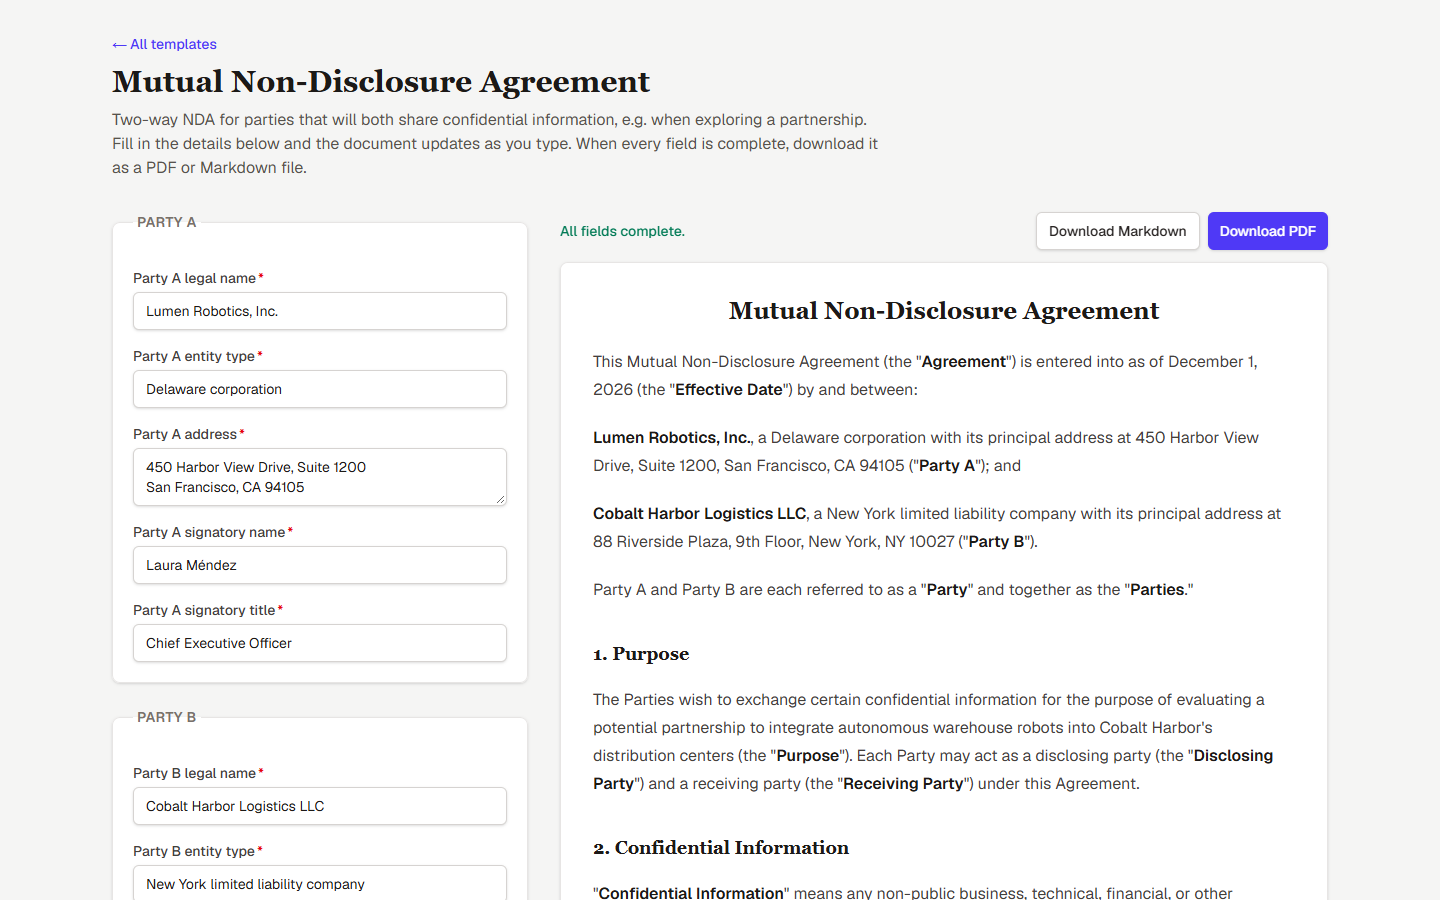 ← All templates
Mutual Non-Disclosure Agreement
Two-way NDA for parties that will both share confidential information, e.g. when exploring a partnership.
Fill in the details below and the document updates as you type. When every field is complete, download it
as a PDF or Markdown file.
PARTY A
Party A legal name*
Lumen Robotics, Inc.
Party A entity type*
Delaware corporation
Party A address*
450 Harbor View Drive, Suite 1200
San Francisco, CA 94105
Party A signatory name*
Laura Méndez
Party A signatory title*
Chief Executive Officer
PARTY B
Party B legal name*
Cobalt Harbor Logistics LLC
Party B entity type*
New York limited liability company
All fields complete.
Download Markdown
Download PDF
Mutual Non-Disclosure Agreement
This Mutual Non-Disclosure Agreement (the "Agreement") is entered into as of December 1,
2026 (the "Effective Date") by and between:
Lumen Robotics, Inc., a Delaware corporation with its principal address at 450 Harbor View
Drive, Suite 1200, San Francisco, CA 94105 ("Party A"); and
Cobalt Harbor Logistics LLC, a New York limited liability company with its principal address at
88 Riverside Plaza, 9th Floor, New York, NY 10027 ("Party B").
Party A and Party B are each referred to as a "Party" and together as the "Parties."
1. Purpose
The Parties wish to exchange certain confidential information for the purpose of evaluating a
potential partnership to integrate autonomous warehouse robots into Cobalt Harbor's
distribution centers (the "Purpose"). Each Party may act as a disclosing party (the "Disclosing
Party") and a receiving party (the "Receiving Party") under this Agreement.
2. Confidential Information
"Confidential Information" means any non-public business, technical, financial, or other